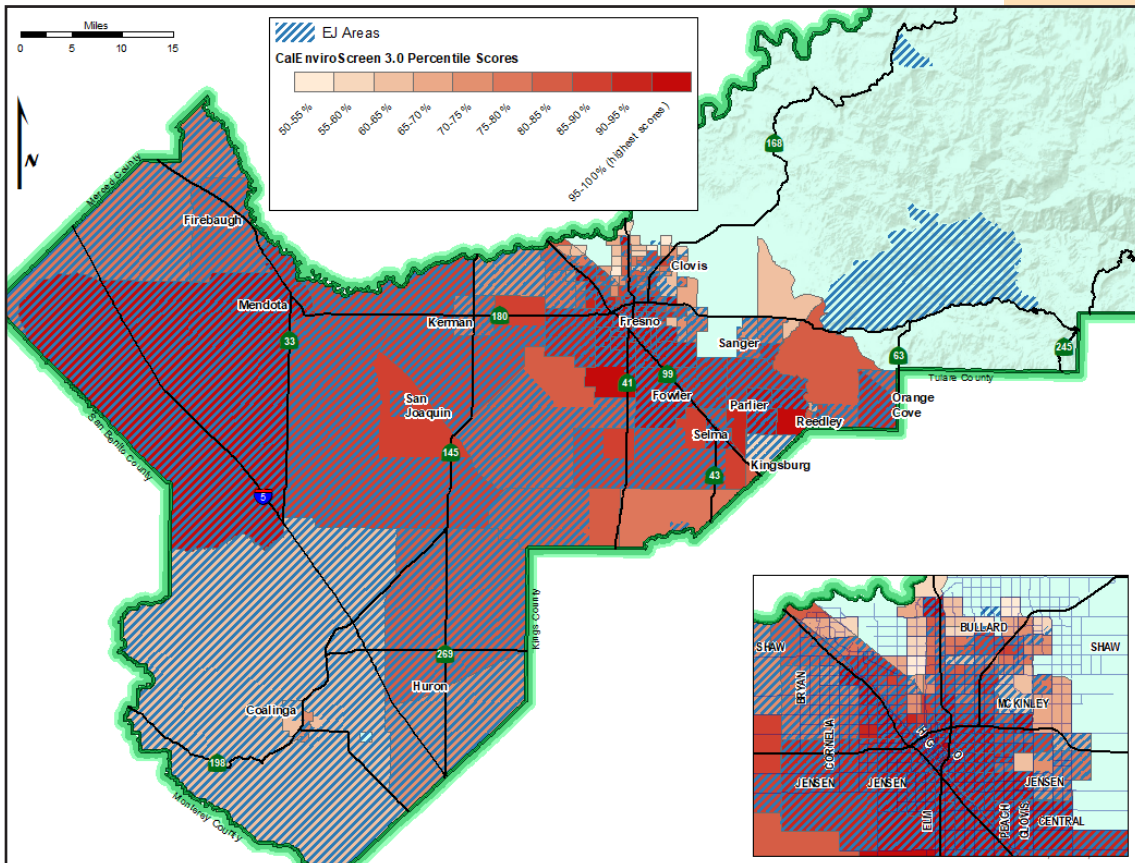 Miles
0 5 10 15
N
EJ Areas
CalEnviroScreen 3.0 Percentile Scores
50-55%
55-60%
60-65%
65-70%
70-75%
75-80%
80-85%
85-90%
90-95%
95-100% (highest scores)
168
Merced County
Firebaugh
Clovis
Mendota
Kerman
180
Fresno
33
Sanger
63
245
Tulare County
41
99
San
Joaquin
Fowler
Parlier
Orange
Cove
Reedley
San Benito County
Selma
145
Kingsburg
43
5
Kings County
269
Huron
Coalinga
198
Monterey County
BULLARD
SHAW
SHAW
BRYAN
MCKINLEY
CORNELIA
JENSEN
JENSEN
JENSEN
ELM
PEACH
CLOVIS
CENTRAL